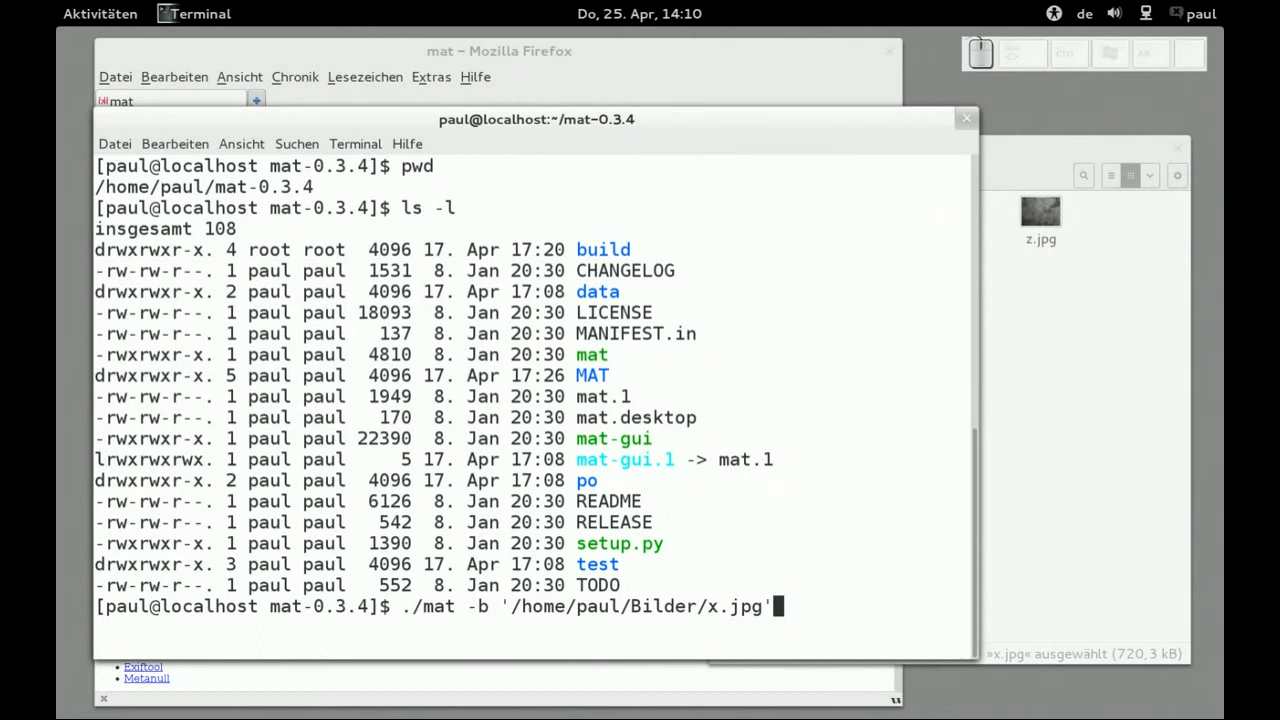 Aktivitäten Terminal Do, 25. Apr, 14:10 de paul
mat – Mozilla Firefox
Datei Bearbeiten Ansicht Chronik Lesezeichen Extras Hilfe
mat
paul@localhost:~/mat-0.3.4
Datei Bearbeiten Ansicht Suchen Terminal Hilfe
[paul@localhost mat-0.3.4]$ pwd
/home/paul/mat-0.3.4
[paul@localhost mat-0.3.4]$ ls -l
insgesamt 108
drwxrwxr-x. 4 root root 4096 17. Apr 17:20 build
-rw-rw-r--. 1 paul paul 1531 8. Jan 20:30 CHANGELOG
drwxrwxr-x. 2 paul paul 4096 17. Apr 17:08 data
-rw-rw-r--. 1 paul paul 18093 8. Jan 20:30 LICENSE
-rw-rw-r--. 1 paul paul 137 8. Jan 20:30 MANIFEST.in
-rwxrwxr-x. 1 paul paul 4810 8. Jan 20:30 mat
drwxrwxr-x. 5 paul paul 4096 17. Apr 17:26 MAT
-rw-rw-r--. 1 paul paul 1949 8. Jan 20:30 mat.1
-rw-rw-r--. 1 paul paul 170 8. Jan 20:30 mat.desktop
-rwxrwxr-x. 1 paul paul 22390 8. Jan 20:30 mat-gui
lrwxrwxrwx. 1 paul paul 5 17. Apr 17:08 mat-gui.1 -> mat.1
drwxrwxr-x. 2 paul paul 4096 17. Apr 17:08 po
-rw-rw-r--. 1 paul paul 6126 8. Jan 20:30 README
-rw-rw-r--. 1 paul paul 542 8. Jan 20:30 RELEASE
-rwxrwxr-x. 1 paul paul 1390 8. Jan 20:30 setup.py
drwxrwxr-x. 3 paul paul 4096 17. Apr 17:08 test
-rw-rw-r--. 1 paul paul 552 8. Jan 20:30 TODO
[paul@localhost mat-0.3.4]$ ./mat -b '/home/paul/Bilder/x.jpg'
z.jpg
»x.jpg« ausgewählt (720,3 kB)
Exiftool
Metanull
Ctrl
Alt